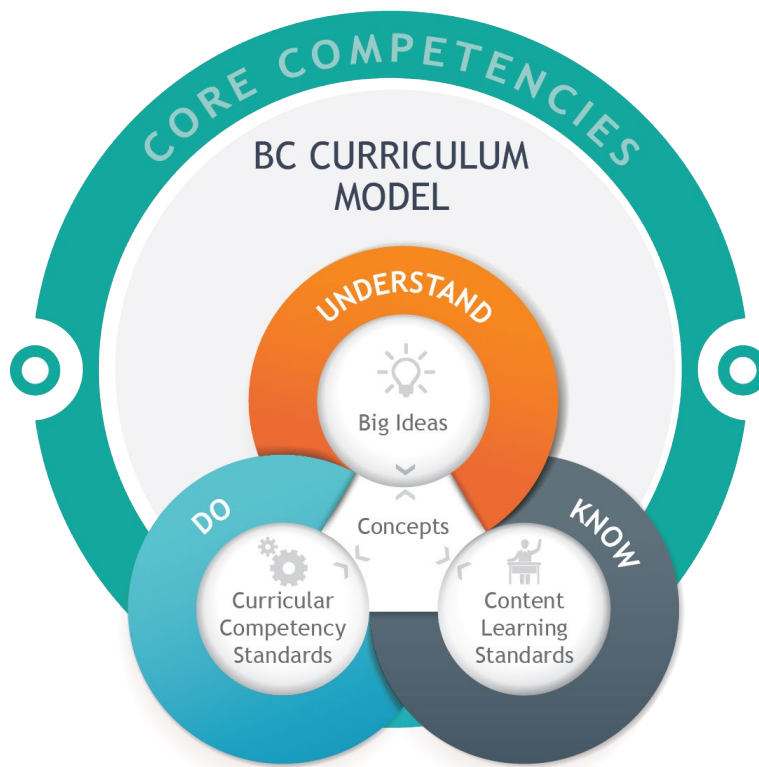 CORE COMPETENCIES
BC CURRICULUM
MODEL
UNDERSTAND
Big Ideas
Concepts
DO
Curricular
Competency
Standards
KNOW
Content
Learning
Standards